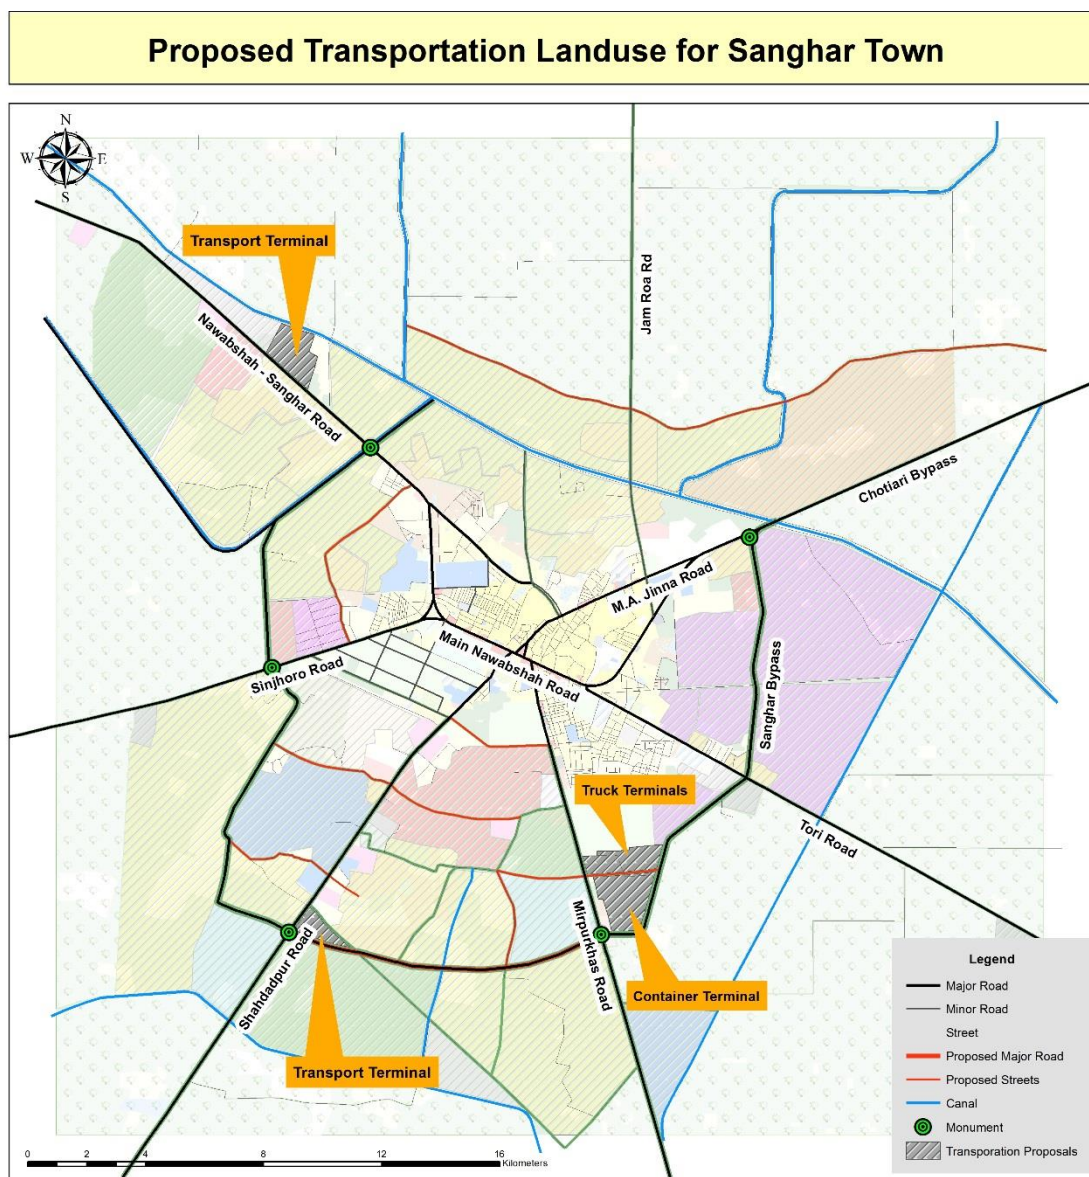 Proposed Transportation Landuse for Sanghar Town
N
W E
S
Transport Terminal
Jam Roa Rd
Nawabshah - Sanghar Road
Chotiari Bypass
M.A. Jinna Road
Main Nawabshah Road
Sinjhoro Road
Sanghar Bypass
Truck Terminals
Tori Road
Mirpurkhas Road
Shahdadpur Road
Container Terminal
Transport Terminal
Legend
Major Road
Minor Road
Street
Proposed Major Road
Proposed Streets
Canal
Monument
Transporation Proposals
0 2 4 8 12 16
Kilometers